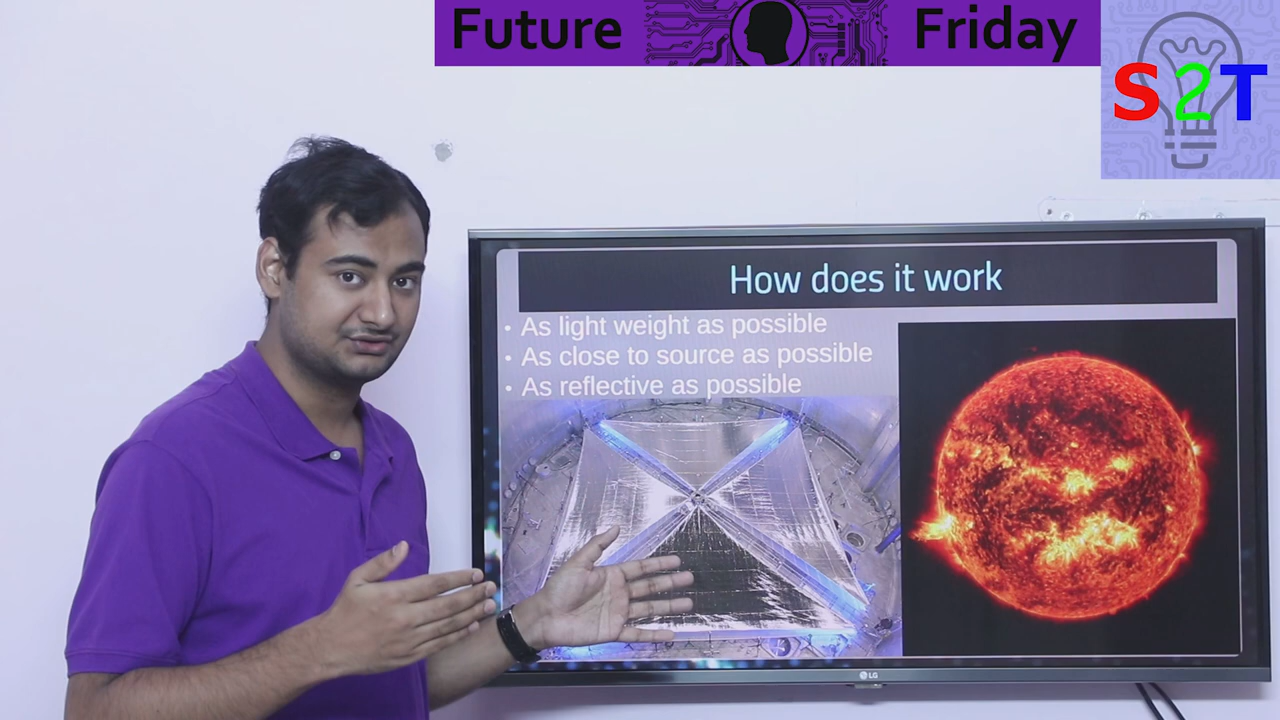 Future Friday
S2T
How does it work
• As light weight as possible
• As close to source as possible
• As reflective as possible
LG